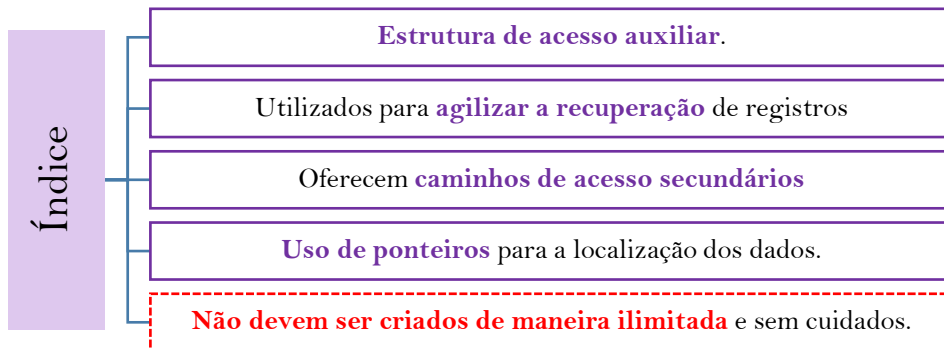 Índice
Estrutura de acesso auxiliar.
Utilizados para agilizar a recuperação de registros
Oferecem caminhos de acesso secundários
Uso de ponteiros para a localização dos dados.
Não devem ser criados de maneira ilimitada e sem cuidados.